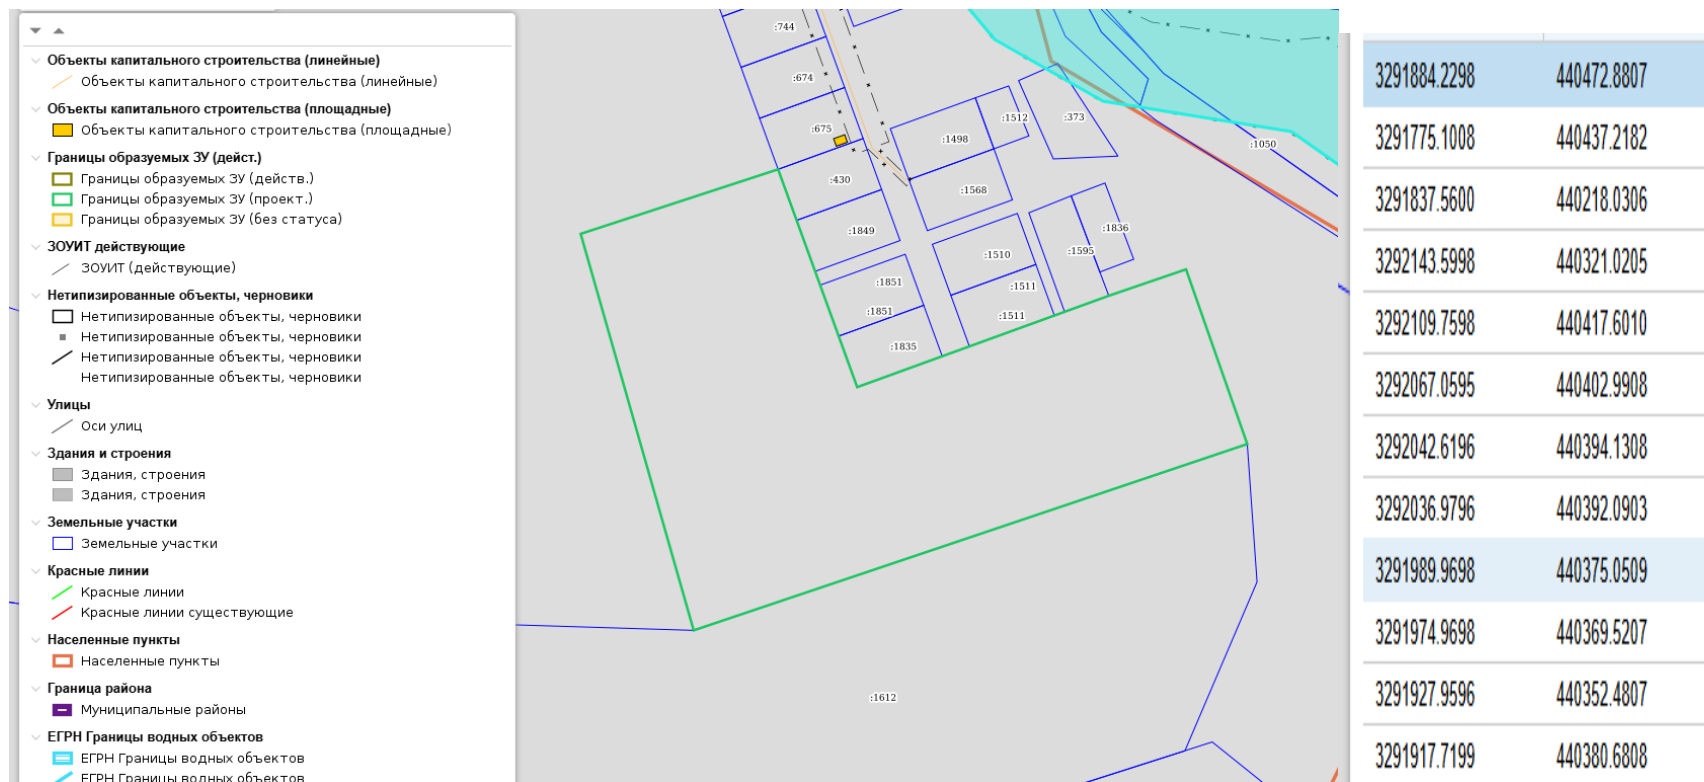 Объекты капитального строительства (линейные)
Объекты капитального строительства (линейные)
Объекты капитального строительства (площадные)
Объекты капитального строительства (площадные)
Границы образуемых ЗУ (дейст.)
Границы образуемых ЗУ (действ.)
Границы образуемых ЗУ (проект.)
Границы образуемых ЗУ (без статуса)
ЗОУИТ действующие
ЗОУИТ (действующие)
Нетипизированные объекты, черновики
Нетипизированные объекты, черновики
Нетипизированные объекты, черновики
Нетипизированные объекты, черновики
Нетипизированные объекты, черновики
Улицы
Оси улиц
Здания и строения
Здания, строения
Здания, строения
Земельные участки
Земельные участки
Красные линии
Красные линии
Красные линии существующие
Населенные пункты
Населенные пункты
Граница района
Муниципальные районы
ЕГРН Границы водных объектов
ЕГРН Границы водных объектов
ЕГРН Границы водных объектов
:744
:674
:675
:430
:1849
:1851
:1851
:1835
:1498
:1512
:373
:1568
:1050
:1510
:1595
:1836
:1511
:1511
:1612
3291884.2298 440472.8807
3291775.1008 440437.2182
3291837.5600 440218.0306
3292143.5998 440321.0205
3292109.7598 440417.6010
3292067.0595 440402.9908
3292042.6196 440394.1308
3292036.9796 440392.0903
3291989.9698 440375.0509
3291974.9698 440369.5207
3291927.9596 440352.4807
3291917.7199 440380.6808